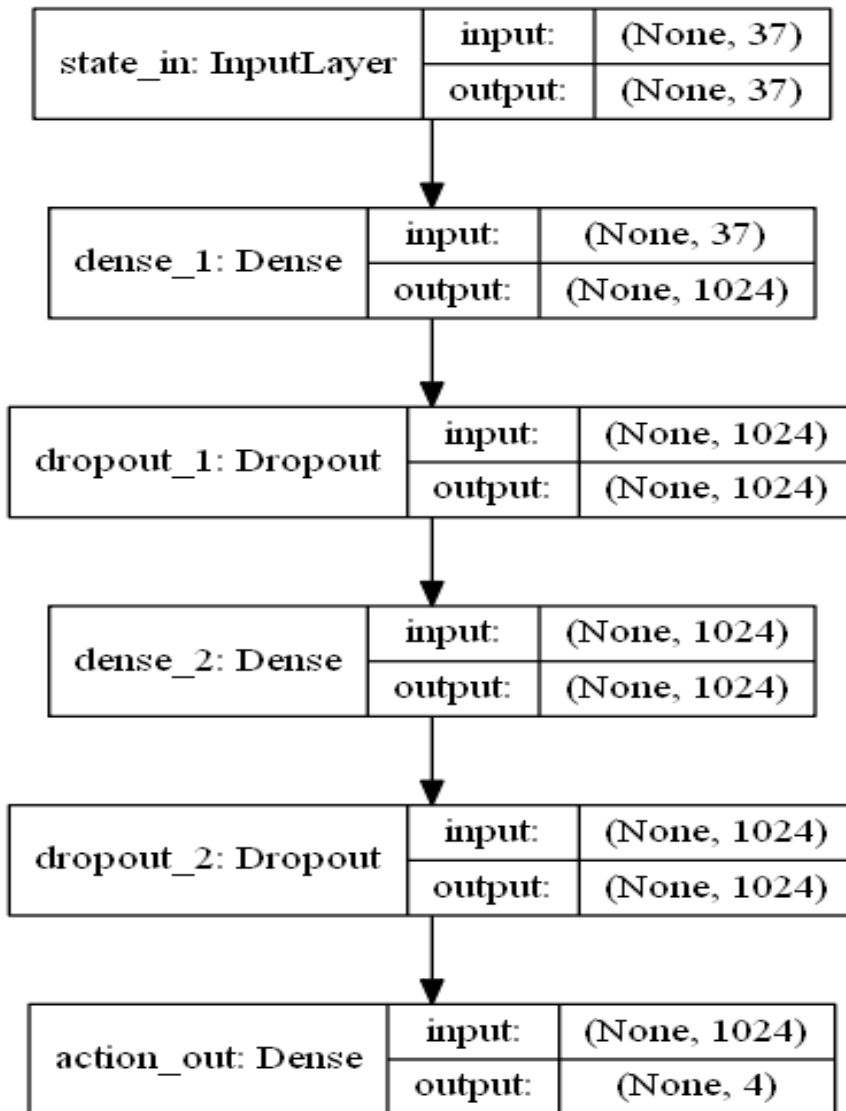 state_in: InputLayer
input: (None, 37)
output: (None, 37)
dense_1: Dense
input: (None, 37)
output: (None, 1024)
dropout_1: Dropout
input: (None, 1024)
output: (None, 1024)
dense_2: Dense
input: (None, 1024)
output: (None, 1024)
dropout_2: Dropout
input: (None, 1024)
output: (None, 1024)
action_out: Dense
input: (None, 1024)
output: (None, 4)